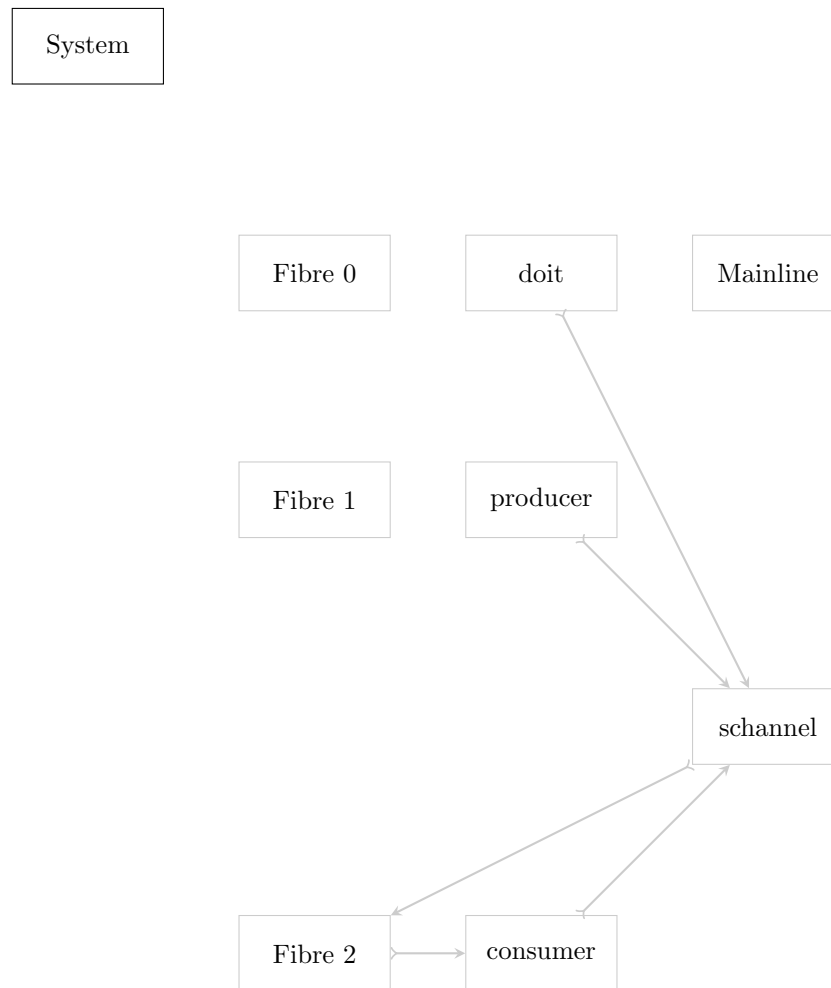 System
Fibre 0
doit
Mainline
Fibre 1
producer
schannel
Fibre 2
consumer